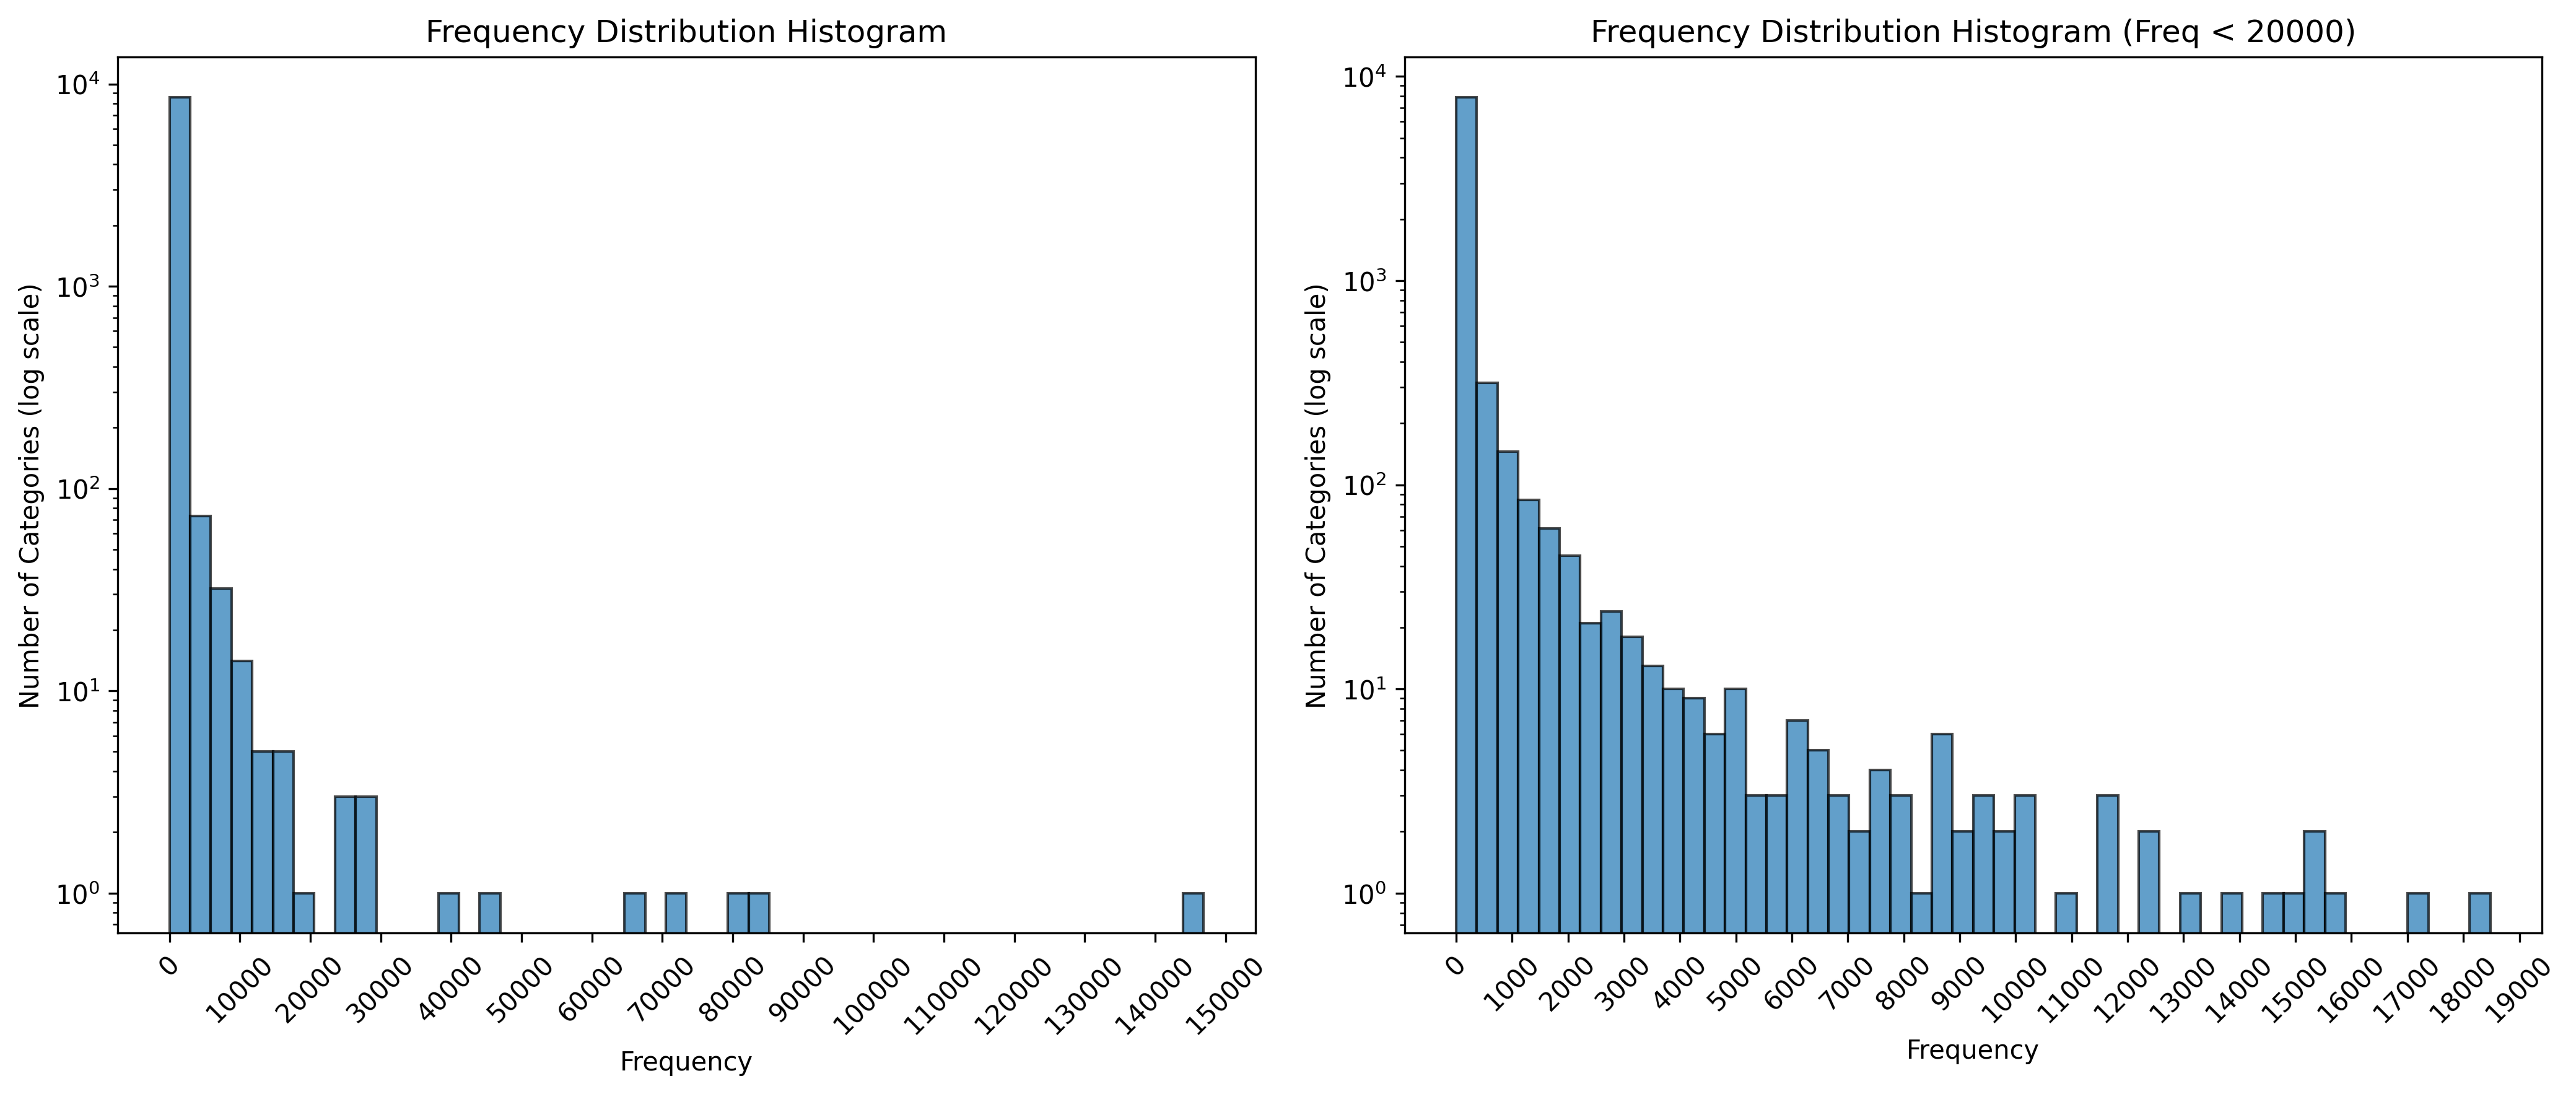 Frequency Distribution Histogram
Number of Categories (log scale)
10⁴
10³
10²
10¹
10⁰
0 10000 20000 30000 40000 50000 60000 70000 80000 90000 100000 110000 120000 130000 140000 150000
Frequency
Frequency Distribution Histogram (Freq < 20000)
Number of Categories (log scale)
10⁴
10³
10²
10¹
10⁰
0 1000 2000 3000 4000 5000 6000 7000 8000 9000 10000 11000 12000 13000 14000 15000 16000 17000 18000 19000
Frequency